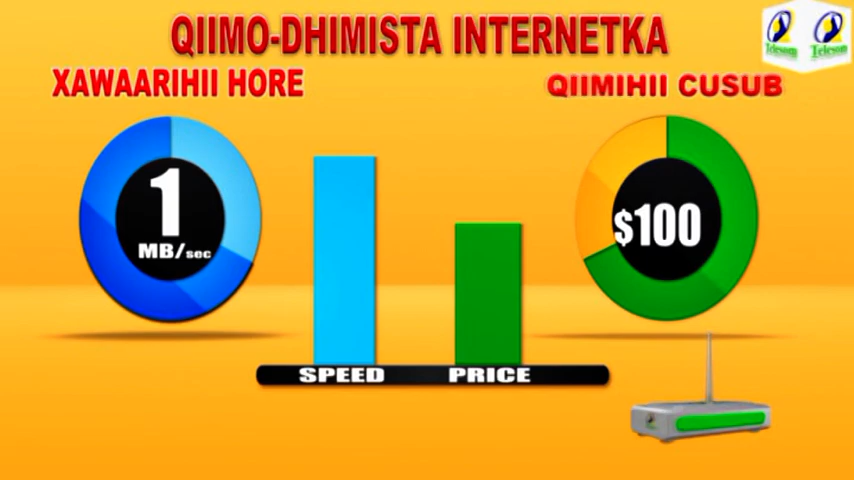 QIIMO-DHIMISTA INTERNETKA
XAWAARIHII HORE
QIIMIHII CUSUB
Telesom
Telesom
1
MB/sec
$100
SPEED
PRICE